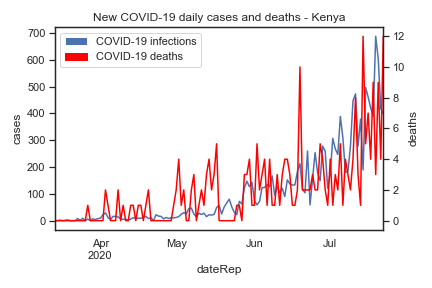 New COVID-19 daily cases and deaths - Kenya
COVID-19 infections
COVID-19 deaths
700
600
500
400
300
200
100
0
cases
12
10
8
6
4
2
0
deaths
Apr
2020
May
Jun
Jul
dateRep